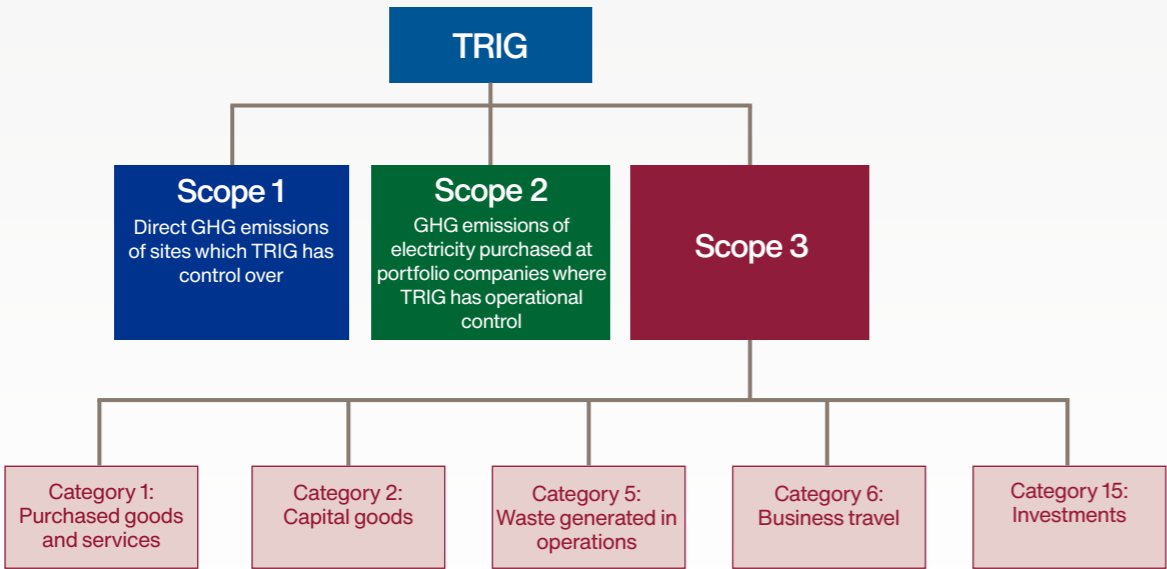 TRIG
Scope 1
Direct GHG emissions
of sites which TRIG has
control over
Scope 2
GHG emissions of
electricity purchased at
portfolio companies where
TRIG has operational
control
Scope 3
Category 1:
Purchased goods
and services
Category 2:
Capital goods
Category 5:
Waste generated in
operations
Category 6:
Business travel
Category 15:
Investments